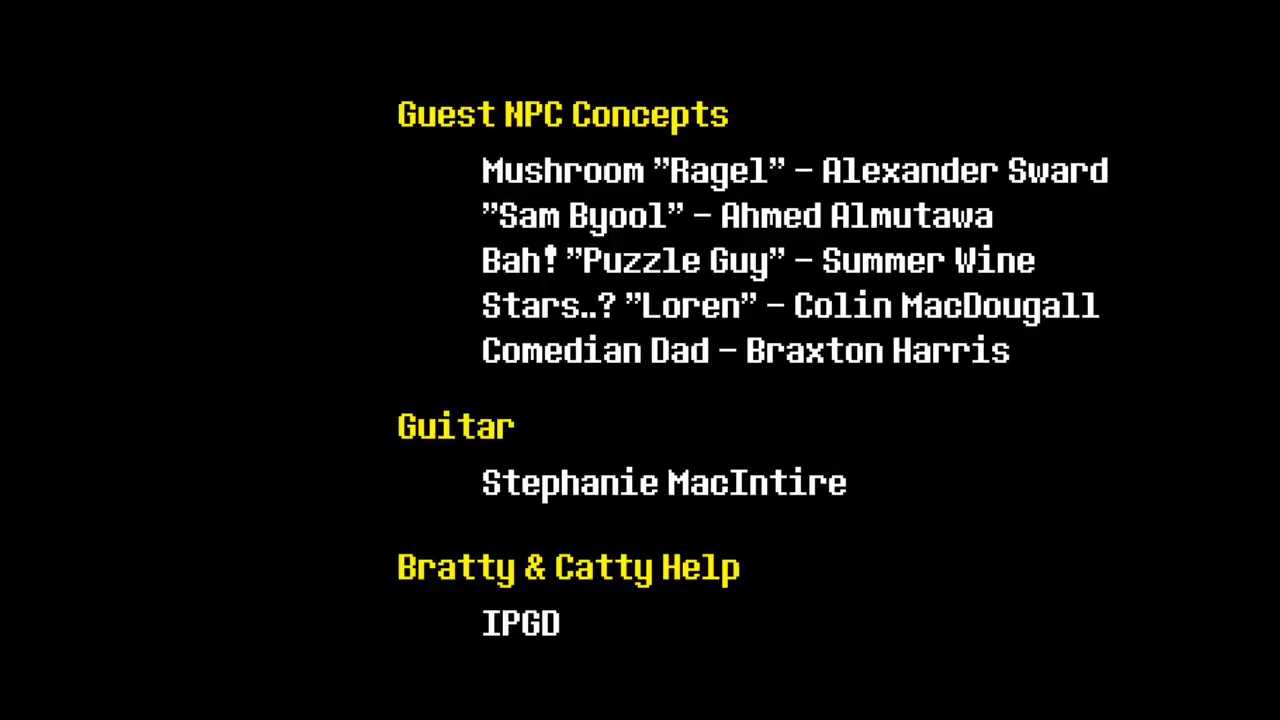 Guest NPC Concepts
Mushroom "Ragel" - Alexander Sward
"Sam Byool" - Ahmed Almutawa
Bah! "Puzzle Guy" - Summer Wine
Stars..? "Loren" - Colin MacDougall
Comedian Dad - Braxton Harris
Guitar
Stephanie MacIntire
Bratty & Catty Help
IPGD